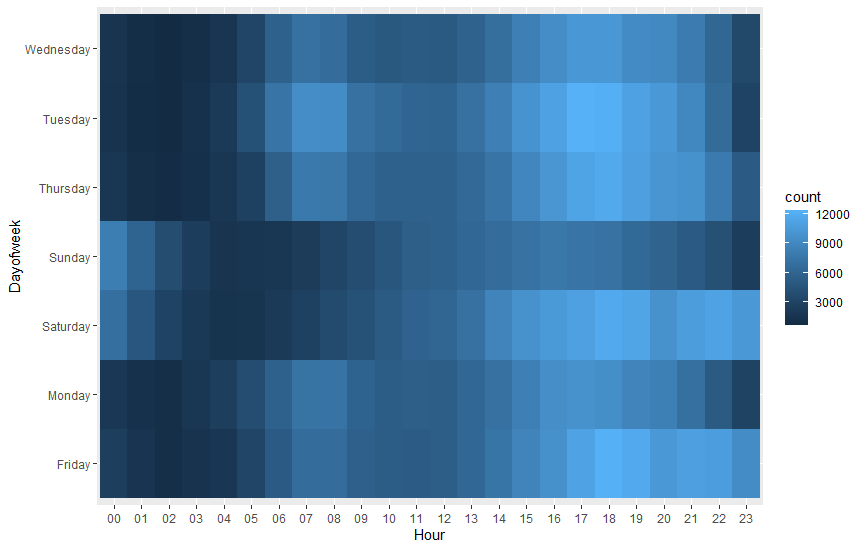 Wednesday
Tuesday
Thursday
Sunday
Saturday
Monday
Friday
Dayofweek
00 01 02 03 04 05 06 07 08 09 10 11 12 13 14 15 16 17 18 19 20 21 22 23
Hour
count
12000
9000
6000
3000